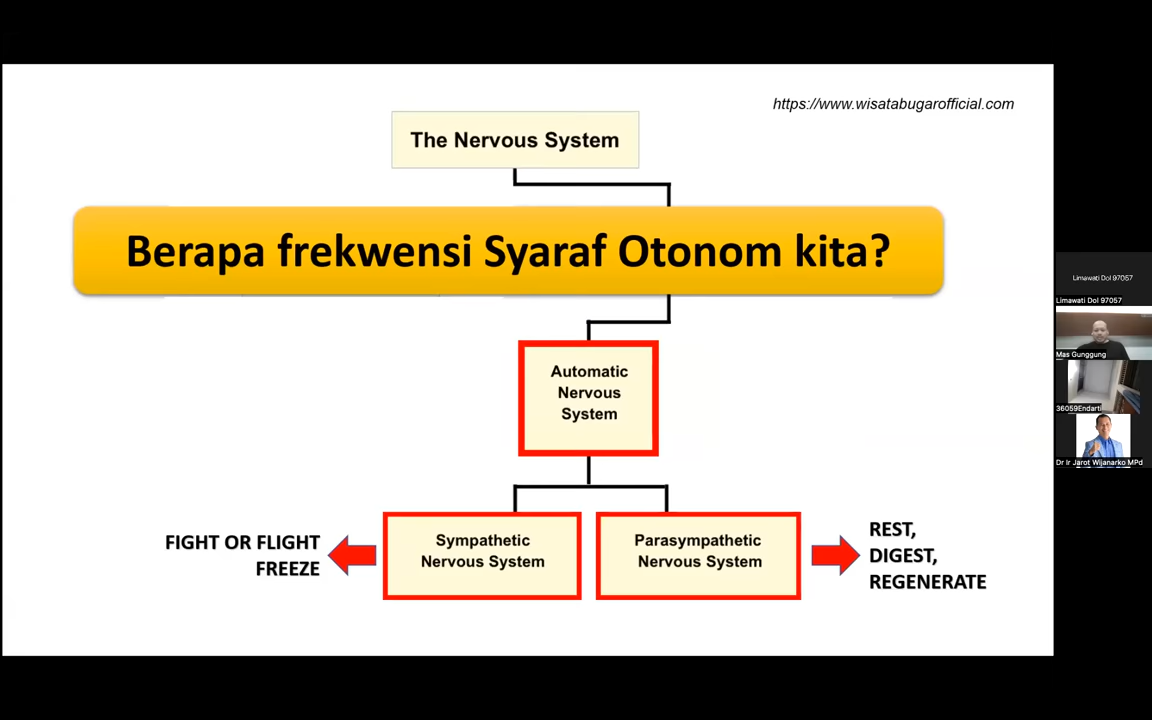 https://www.wisatabugarofficial.com
The Nervous System
Berapa frekwensi Syaraf Otonom kita?
Automatic
Nervous
System
FIGHT OR FLIGHT
FREEZE
Sympathetic
Nervous System
Parasympathetic
Nervous System
REST,
DIGEST,
REGENERATE
Limawati Dol 97057
Limawati Dol 97057
Mas Gunggung
36059Endarti
Dr Ir Jarot Wijanarko MPd